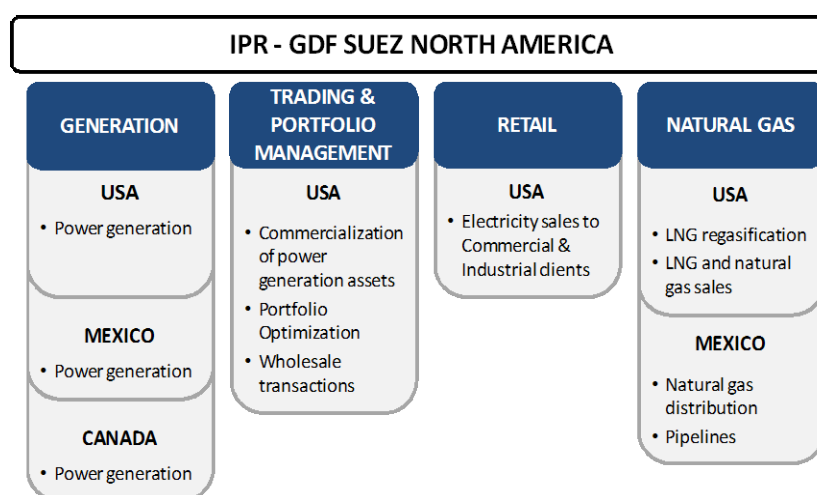 IPR - GDF SUEZ NORTH AMERICA
GENERATION
USA
• Power generation
MEXICO
• Power generation
CANADA
• Power generation
TRADING &
PORTFOLIO
MANAGEMENT
USA
• Commercialization
of power
generation assets
• Portfolio
Optimization
• Wholesale
transactions
RETAIL
USA
• Electricity sales to
Commercial &
Industrial clients
NATURAL GAS
USA
• LNG regasification
• LNG and natural
gas sales
MEXICO
• Natural gas
distribution
• Pipelines